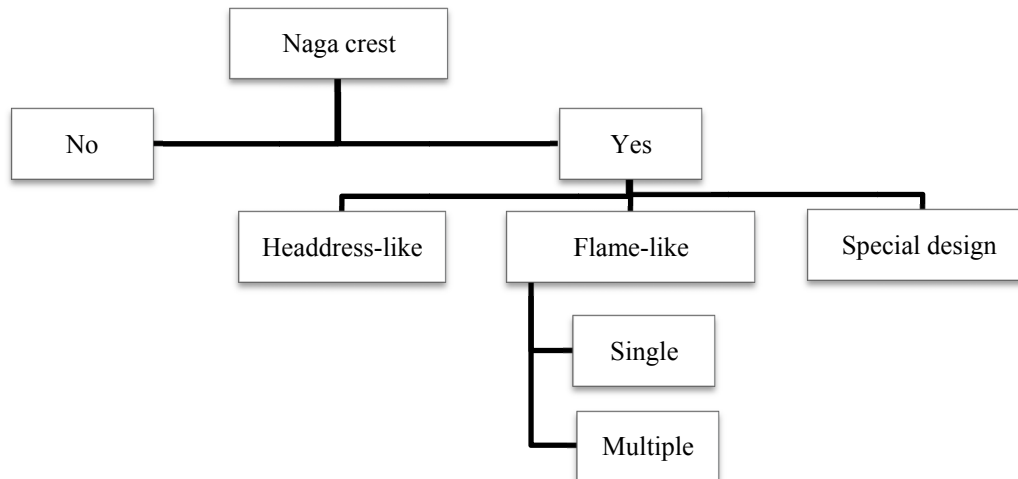 Naga crest
No
Yes
Headdress-like
Flame-like
Special design
Single
Multiple